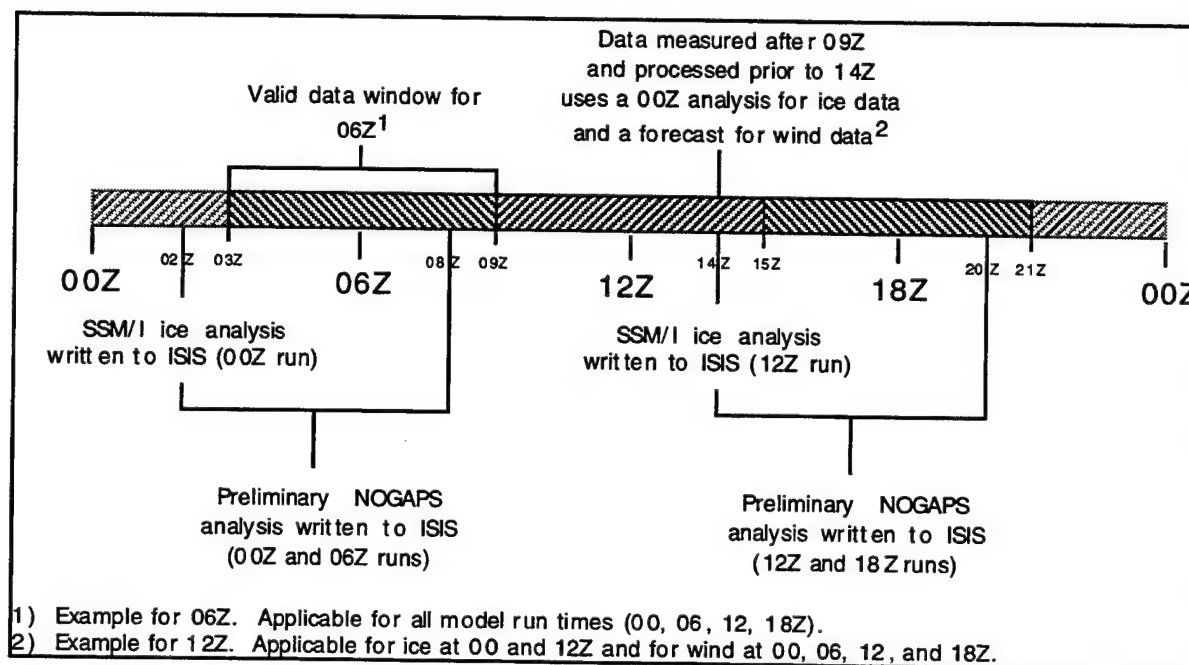 Data measured after 09Z
and processed prior to 14Z
uses a 00Z analysis for ice data
and a forecast for wind data2
Valid data window for
06Z1
02Z 03Z 08Z 09Z 14Z 15Z 20Z 21Z
00Z 06Z 12Z 18Z 00Z
SSM/I ice analysis
written to ISIS (00Z run)
SSM/I ice analysis
written to ISIS (12Z run)
Preliminary NOGAPS
analysis written to ISIS
(00Z and 06Z runs)
Preliminary NOGAPS
analysis written to ISIS
(12Z and 18Z runs)
1) Example for 06Z. Applicable for all model run times (00, 06, 12, 18Z).
2) Example for 12Z. Applicable for ice at 00 and 12Z and for wind at 00, 06, 12, and 18Z.